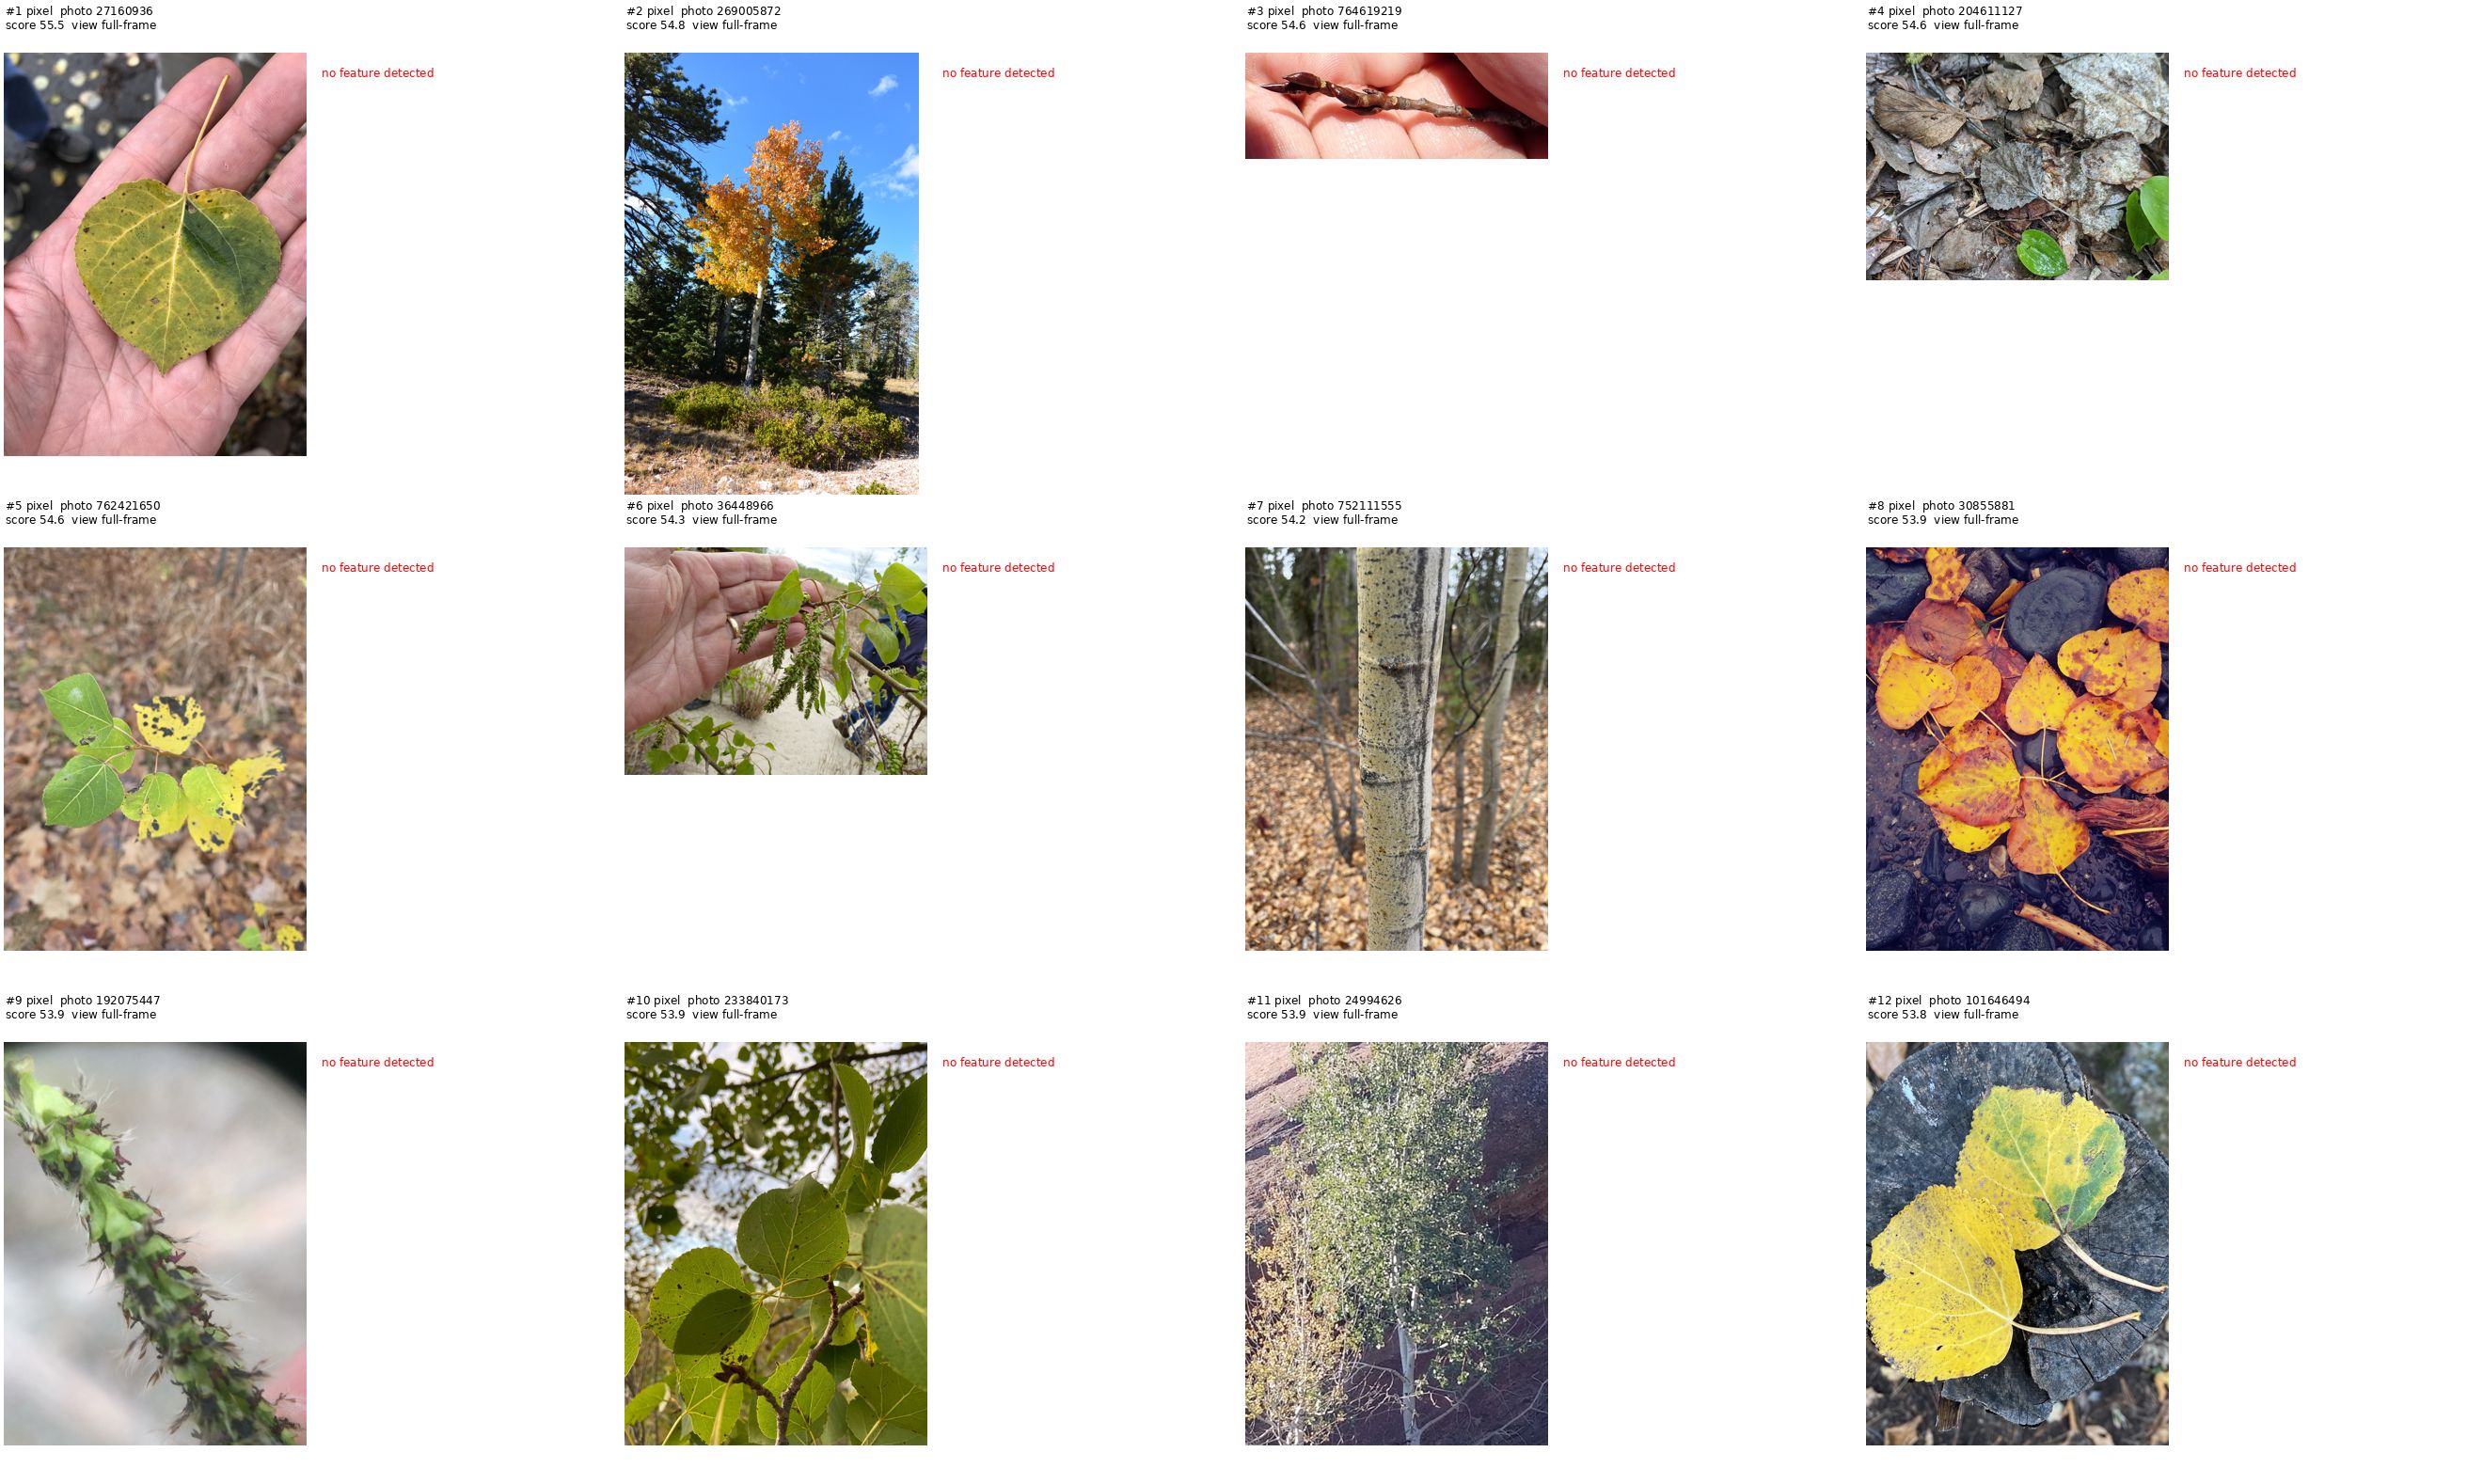 #1 pixel  photo 27160936
score 55.5  view full-frame
no feature detected
#2 pixel  photo 269005872
score 54.8  view full-frame
no feature detected
#3 pixel  photo 764619219
score 54.6  view full-frame
no feature detected
#4 pixel  photo 204611127
score 54.6  view full-frame
no feature detected
#5 pixel  photo 762421650
score 54.6  view full-frame
no feature detected
#6 pixel  photo 36448966
score 54.3  view full-frame
no feature detected
#7 pixel  photo 752111555
score 54.2  view full-frame
no feature detected
#8 pixel  photo 30855881
score 53.9  view full-frame
no feature detected
#9 pixel  photo 192075447
score 53.9  view full-frame
no feature detected
#10 pixel  photo 233840173
score 53.9  view full-frame
no feature detected
#11 pixel  photo 24994626
score 53.9  view full-frame
no feature detected
#12 pixel  photo 101646494
score 53.8  view full-frame
no feature detected